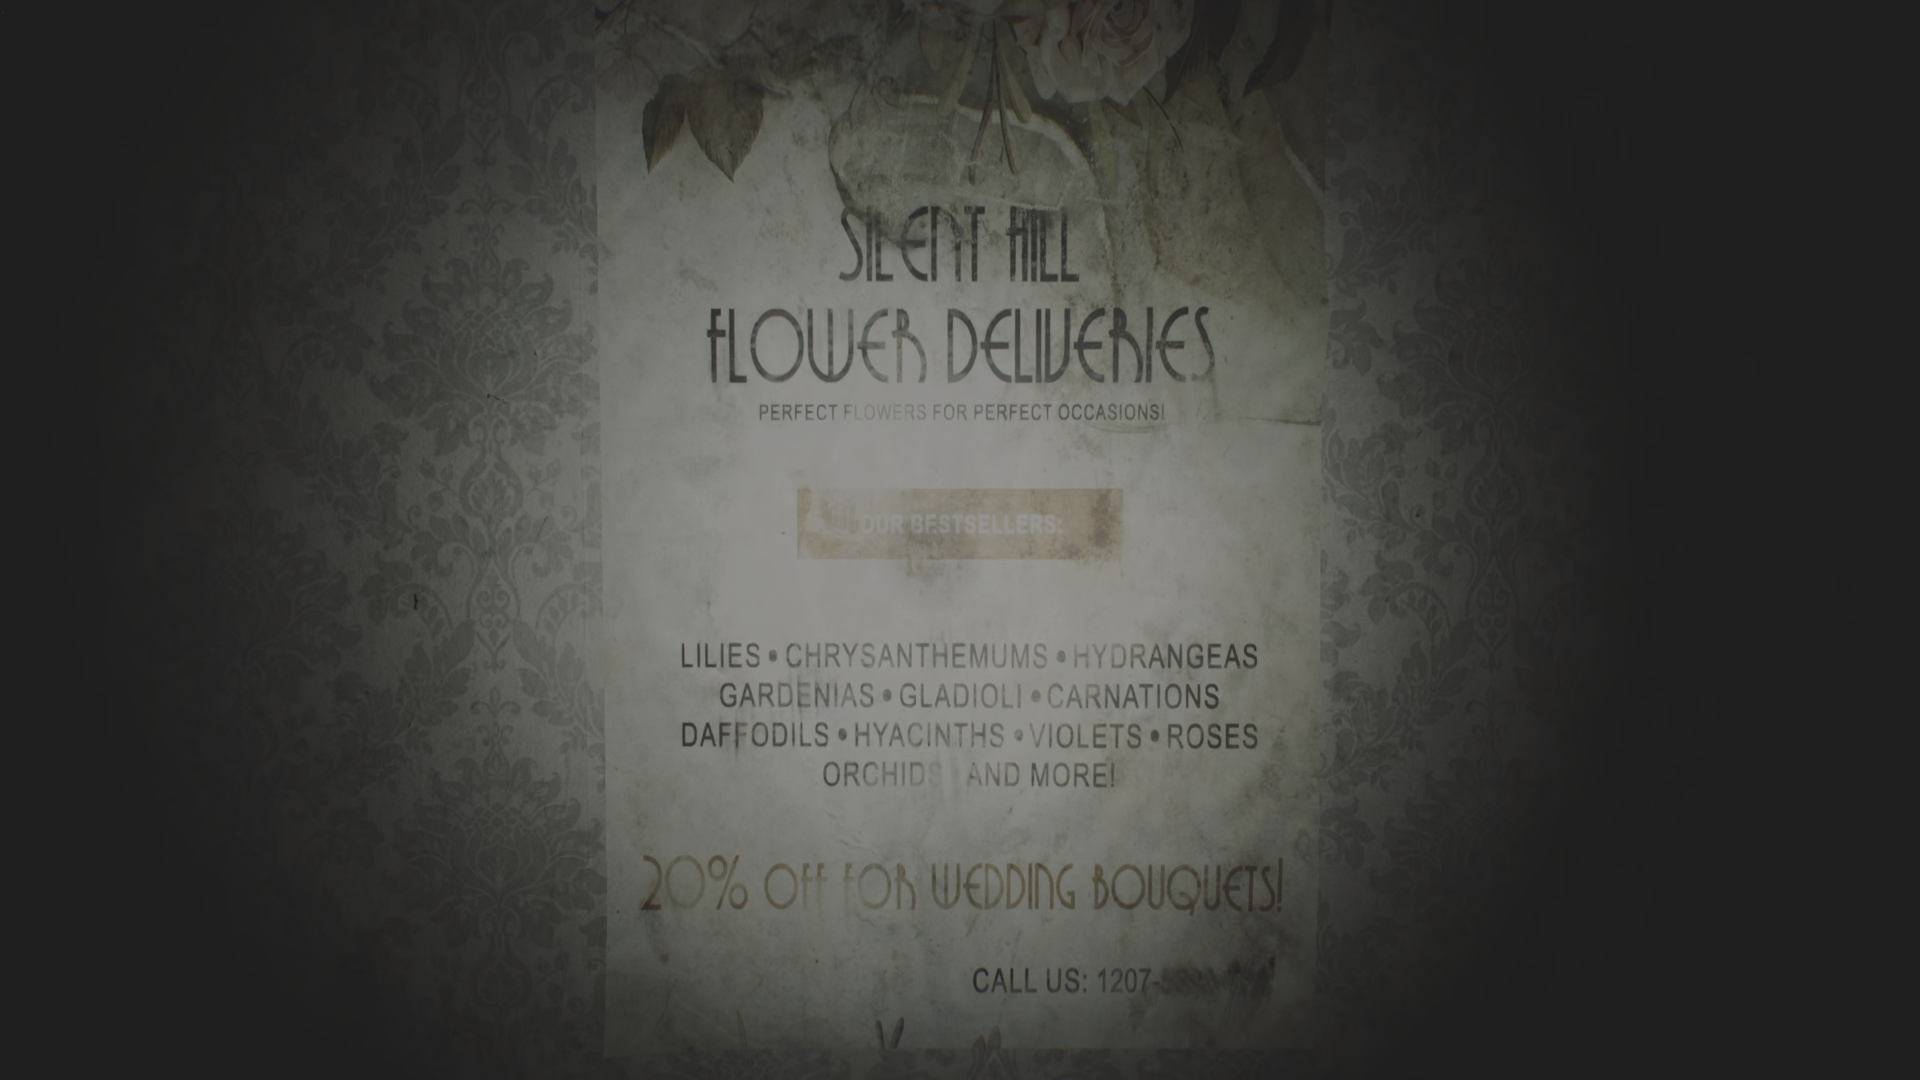 SILENT HILL
FLOWER DELIVERIES
PERFECT FLOWERS FOR PERFECT OCCASIONS!
OUR BESTSELLERS:
LILIES • CHRYSANTHEMUMS • HYDRANGEAS
GARDENIAS • GLADIOLI • CARNATIONS
DAFFODILS • HYACINTHS • VIOLETS • ROSES
ORCHIDS AND MORE!
20% OFF FOR WEDDING BOUQUETS!
CALL US: 1207-